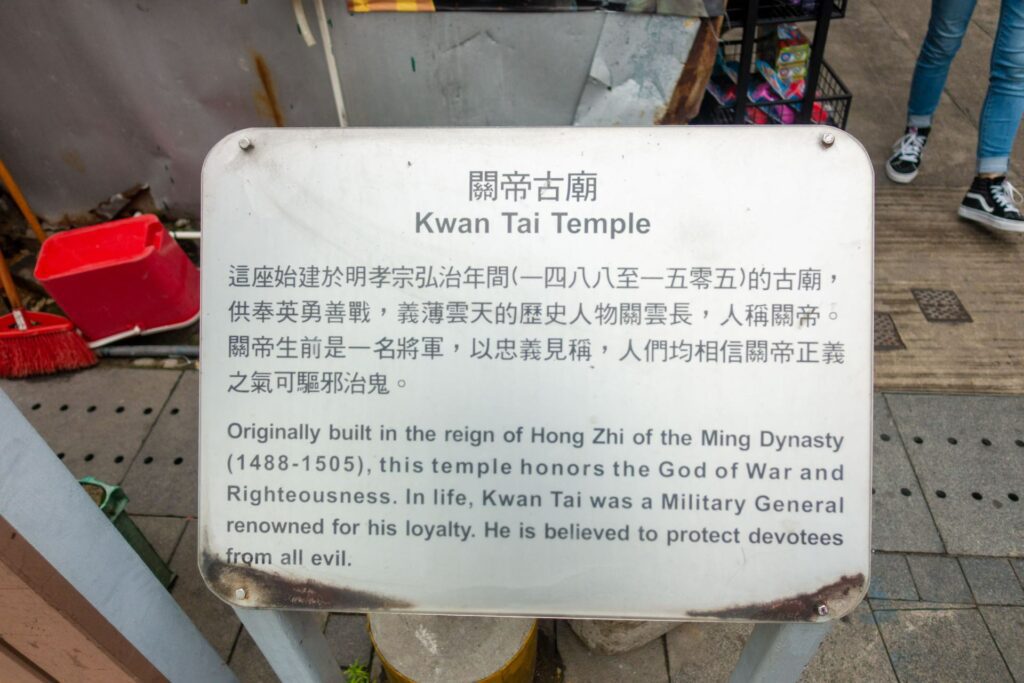 關帝古廟
Kwan Tai Temple
這座始建於明孝宗弘治年間(一四八八至一五零五)的古廟，
供奉英勇善戰，義薄雲天的歷史人物關雲長，人稱關帝。
關帝生前是一名將軍，以忠義見稱，人們均相信關帝正義
之氣可驅邪治鬼。
Originally built in the reign of Hong Zhi of the Ming Dynasty
(1488-1505), this temple honors the God of War and
Righteousness. In life, Kwan Tai was a Military General
renowned for his loyalty. He is believed to protect devotees
from all evil.